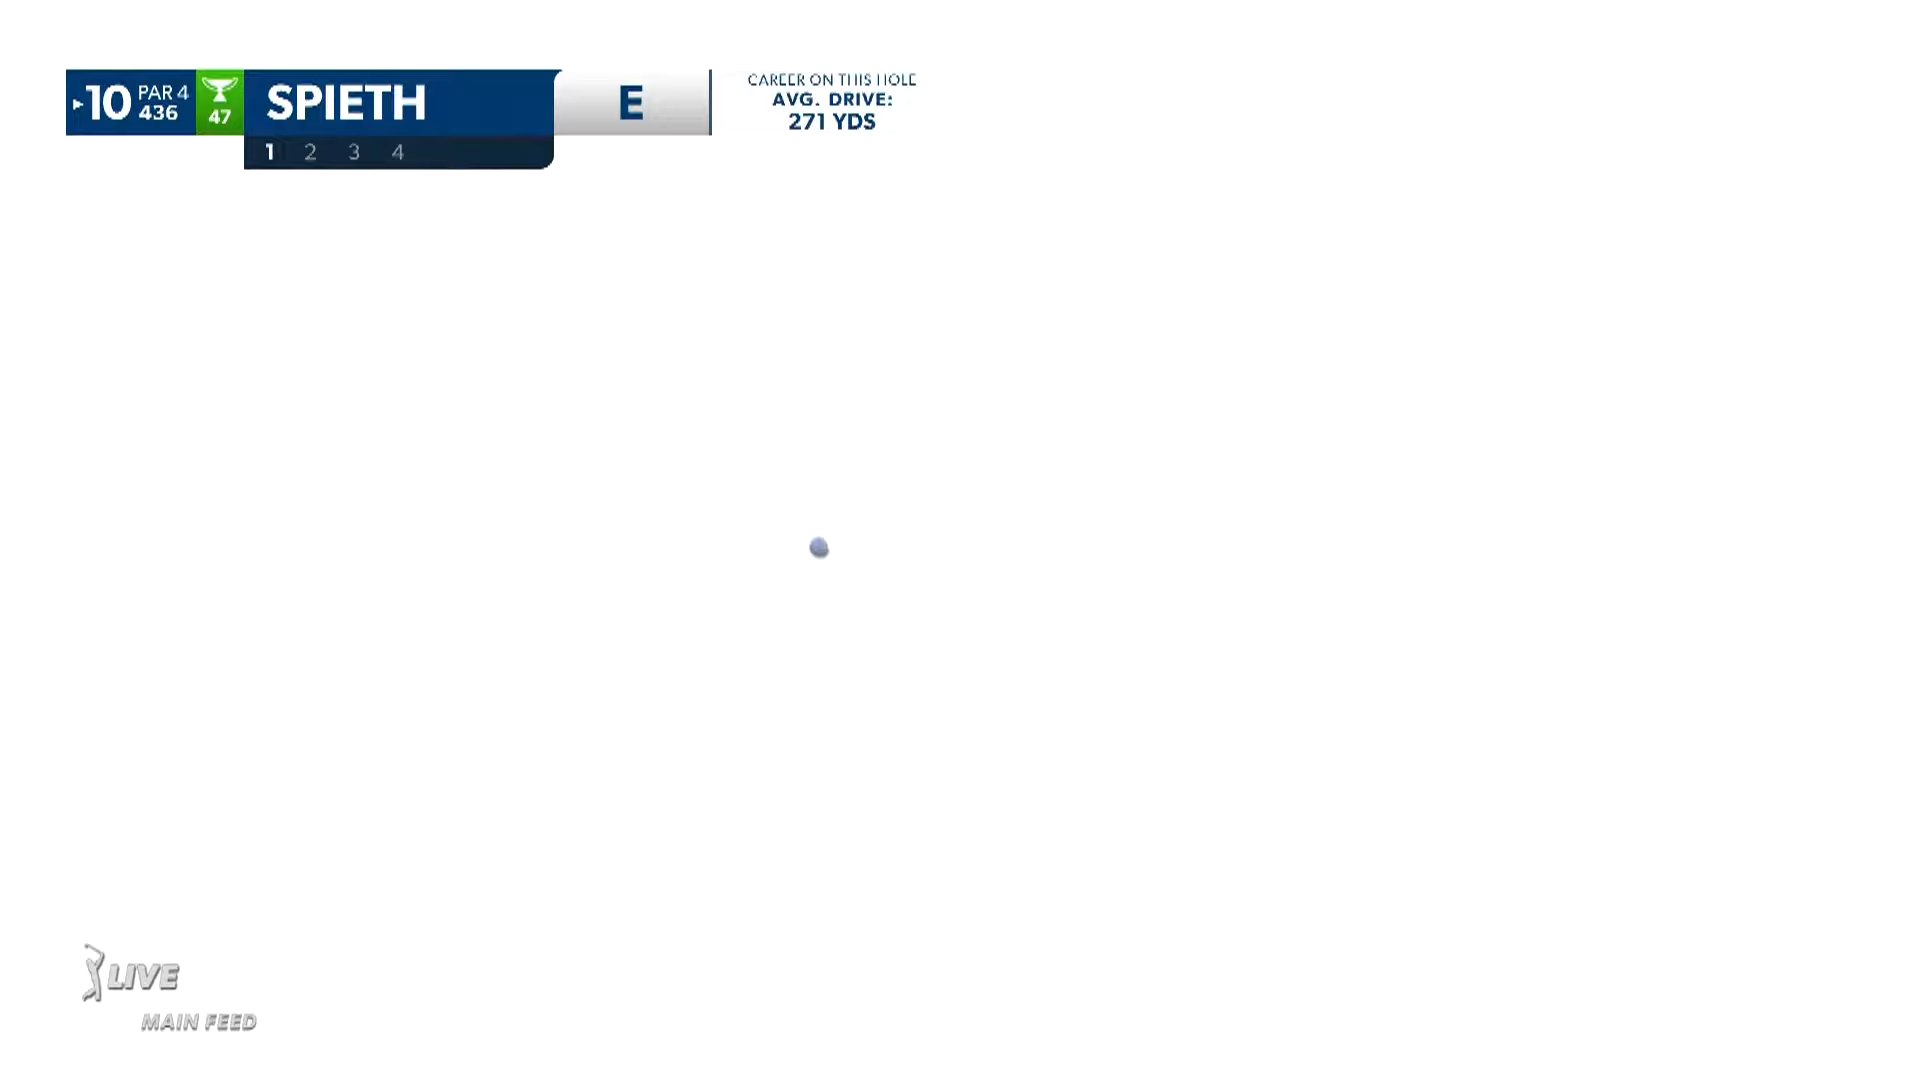 10 PAR 4
436
47
SPIETH
E
CAREER ON THIS HOLE
AVG. DRIVE:
271 YDS
1 2 3 4
LIVE
MAIN FEED